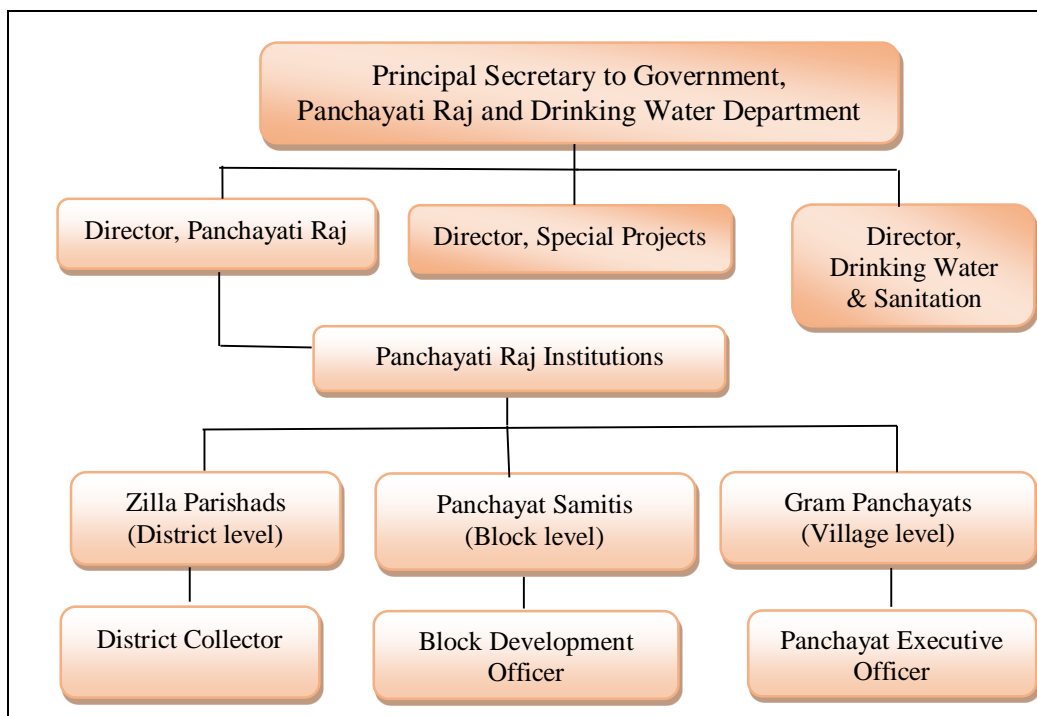 Principal Secretary to Government,
Panchayati Raj and Drinking Water Department
Director, Panchayati Raj
Director, Special Projects
Director,
Drinking Water
& Sanitation
Panchayati Raj Institutions
Zilla Parishads
(District level)
Panchayat Samitis
(Block level)
Gram Panchayats
(Village level)
District Collector
Block Development
Officer
Panchayat Executive
Officer